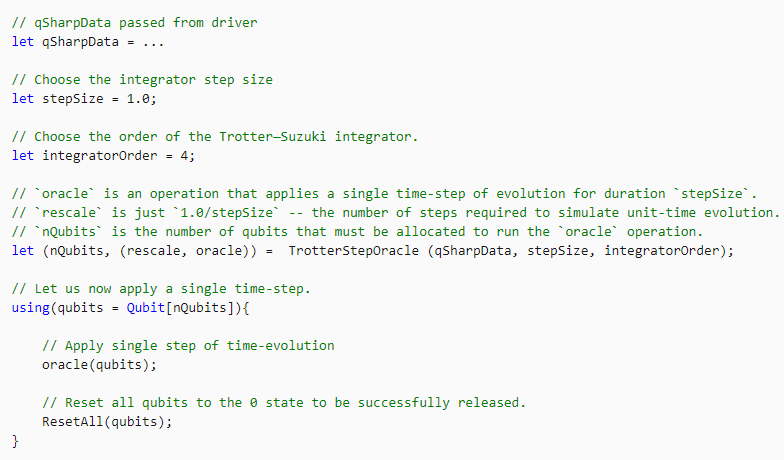 // qSharpData passed from driver
let qSharpData = ...
// Choose the integrator step size
let stepSize = 1.0;
// Choose the order of the Trotter—Suzuki integrator.
let integratorOrder = 4;
// `oracle` is an operation that applies a single time-step of evolution for duration `stepSize`.
// `rescale` is just `1.0/stepSize` -- the number of steps required to simulate unit-time evolution.
// `nQubits` is the number of qubits that must be allocated to run the `oracle` operation.
let (nQubits, (rescale, oracle)) =  TrotterStepOracle (qSharpData, stepSize, integratorOrder);
// Let us now apply a single time-step.
using(qubits = Qubit[nQubits]){
    // Apply single step of time-evolution
    oracle(qubits);
    // Reset all qubits to the 0 state to be successfully released.
    ResetAll(qubits);
}